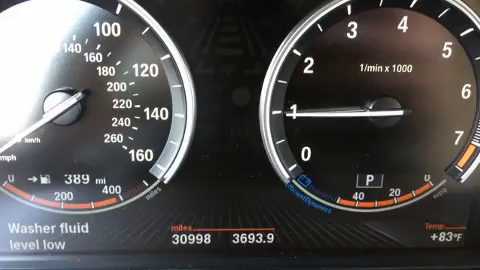 100
120
140
160
140
160
180
200
220
240
260
km/h
mph
389 mi
0
200
400
miles
0
1
2
3
4
5
6
7
1/min x 1000
P
EfficientDynamics
40
20
0
mpg
Washer fluid
level low
miles
30998 3693.9
Temp
+83°F